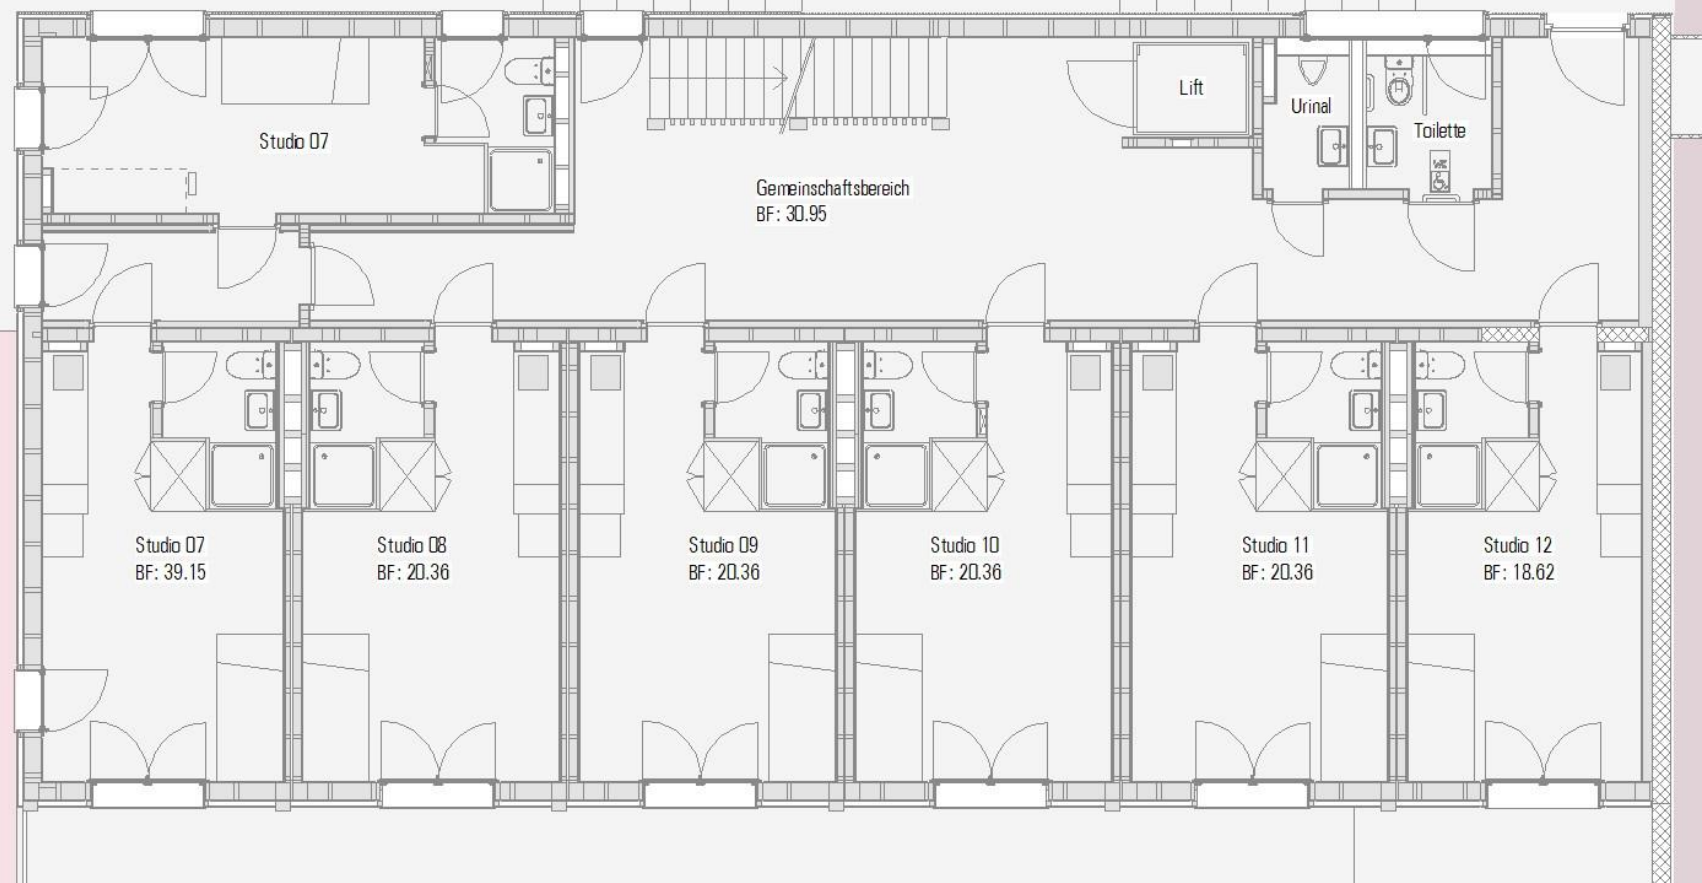 Lift
Urinal
Toilette
Studio 07
Gemeinschaftsbereich
BF: 30.95
Studio 07
BF: 39.15
Studio 08
BF: 20.36
Studio 09
BF: 20.36
Studio 10
BF: 20.36
Studio 11
BF: 20.36
Studio 12
BF: 18.62